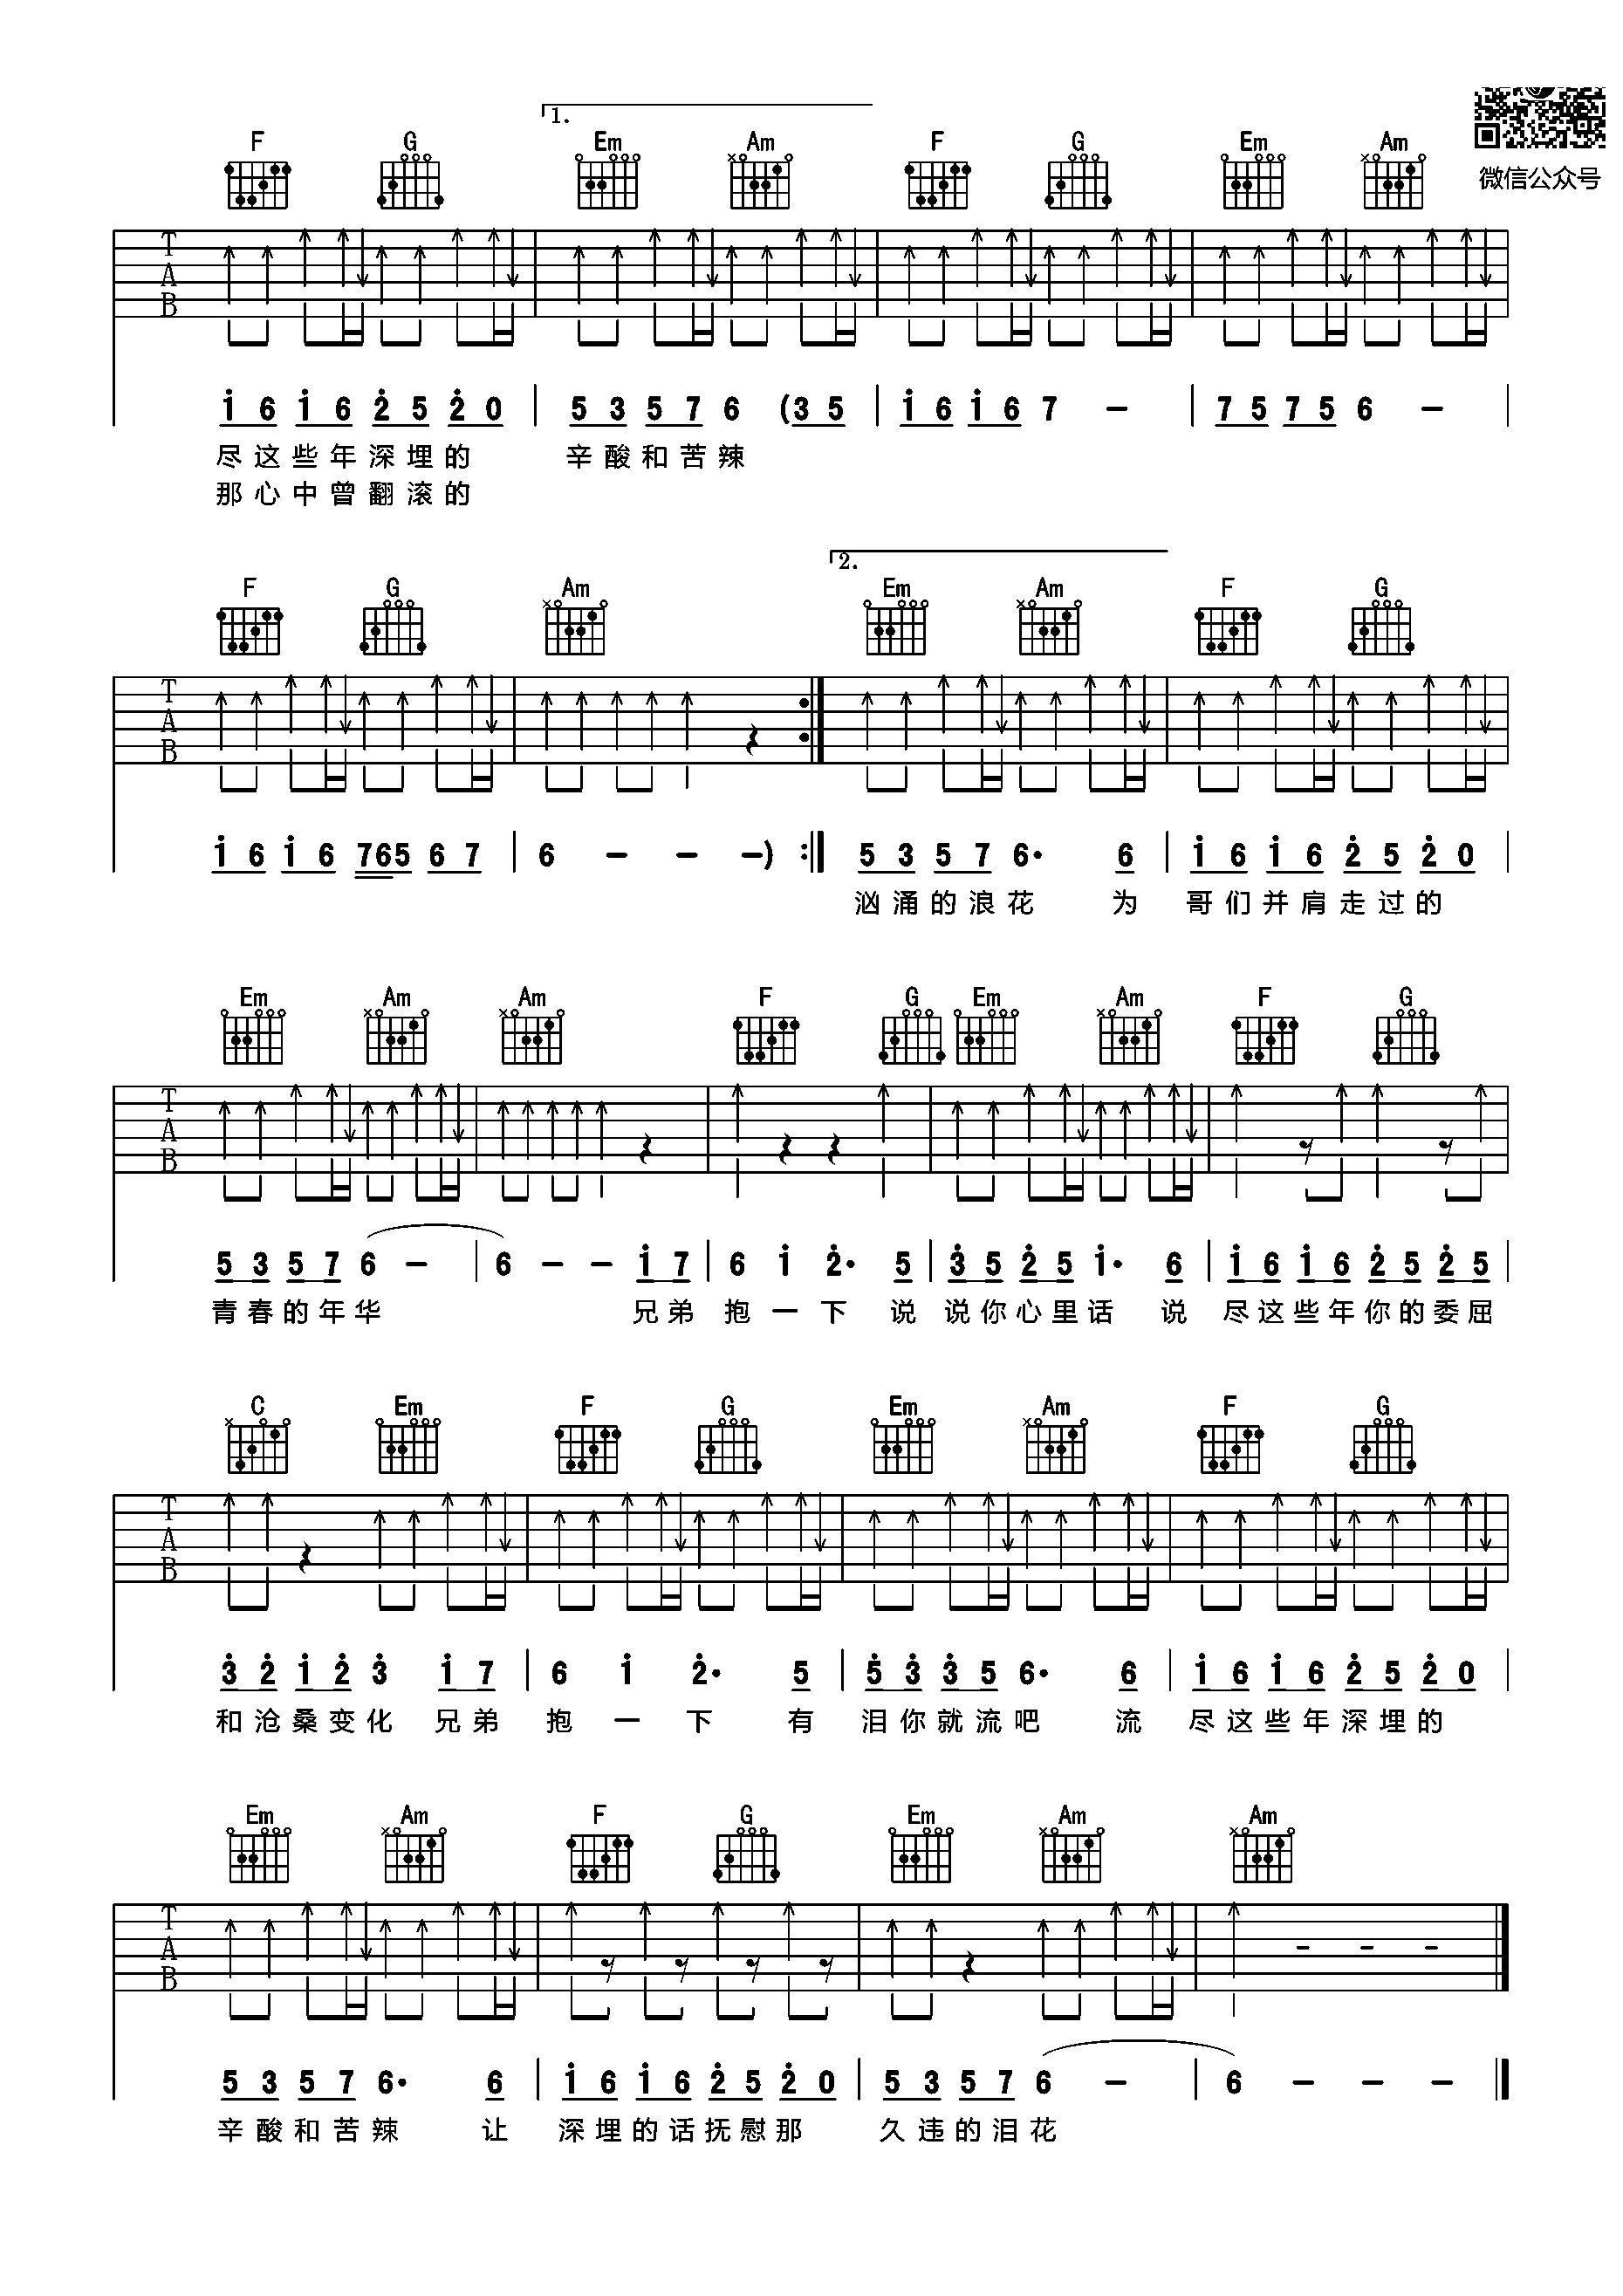 微信公众号
1.
F G Em Am F G Em Am
T
A
B
i 6 i 6 2 5 2 0 | 5 3 5 7 6 (3 5 | i 6 i 6 7 – | 7 5 7 5 6 – |
尽这些年深埋的 辛酸和苦辣
那心中曾翻滚的
2.
F G Am Em Am F G
T
A
B
i 6 i 6 765 6 7 | 6 – – –) :| 5 3 5 7 6· 6 | i 6 i 6 2 5 2 0 |
汹涌的浪花 为 哥们并肩走过的
Em Am Am F G Em Am F G
T
A
B
5 3 5 7 6 – | 6 – – i 7 | 6 i 2· 5 | 3 5 2 5 i· 6 | i 6 i 6 2 5 2 5 |
青春的年华 兄弟 抱一下 说 说你心里话 说 尽这些年你的委屈
C Em F G Em Am F G
T
A
B
3 2 i 2 3 i 7 | 6 i 2· 5 | 5 3 3 5 6· 6 | i 6 i 6 2 5 2 0 |
和沧桑变化 兄弟 抱一下 有 泪你就流吧 流 尽这些年深埋的
Em Am F G Em Am Am
T
A
B
5 3 5 7 6· 6 | i 6 i 6 2 5 2 0 | 5 3 5 7 6 – | 6 – – – |
辛酸和苦辣 让 深埋的话抚慰那 久违的泪花